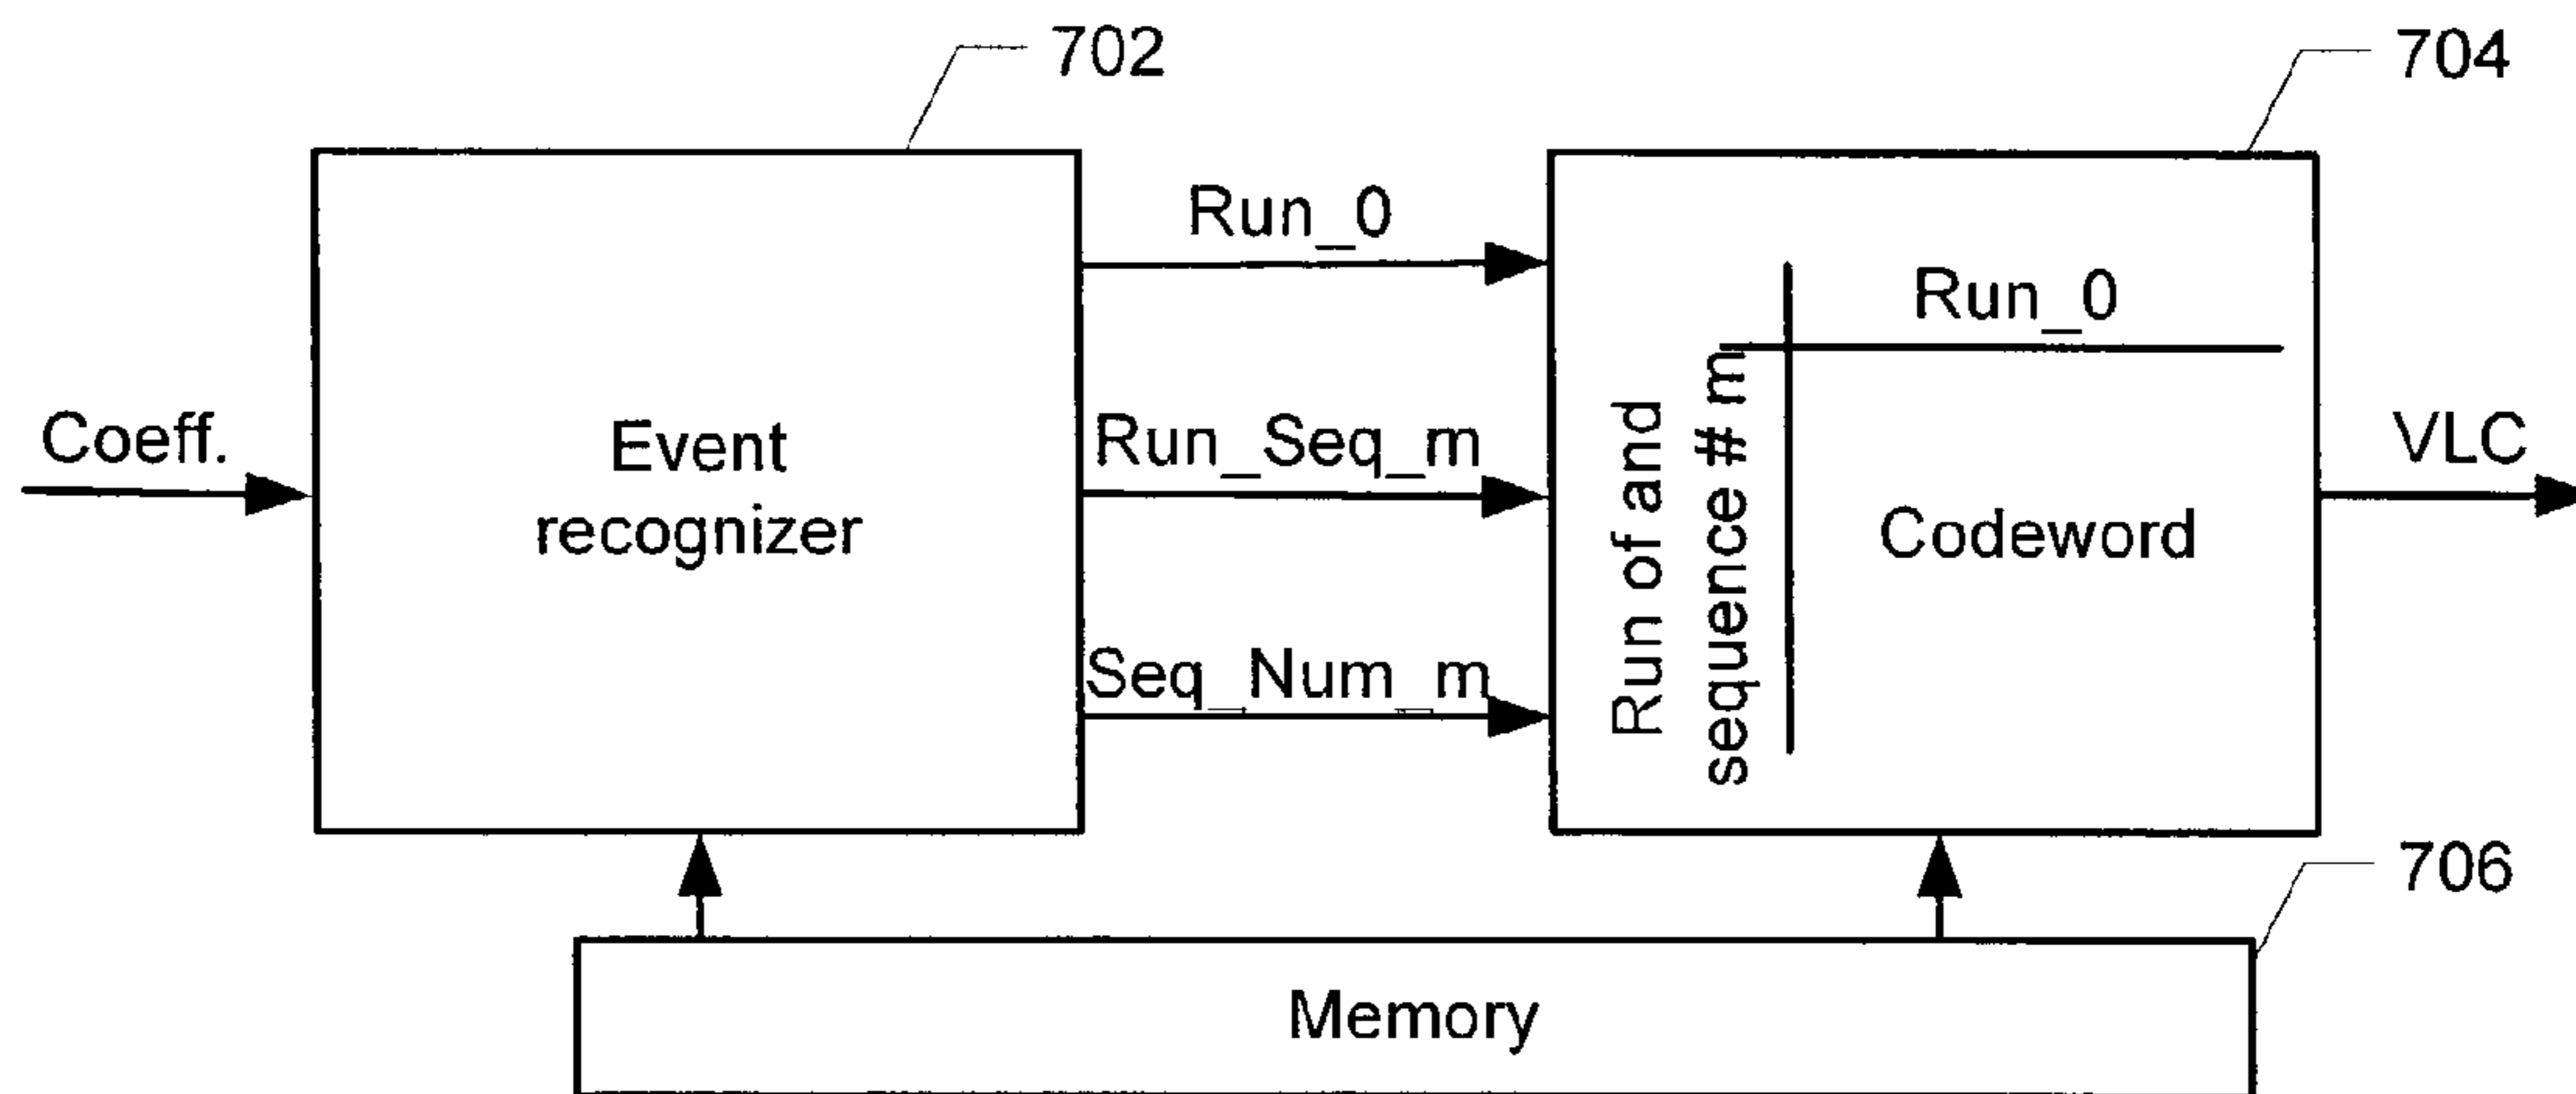 702
704
Run_0
Run_0
Coeff.
Event
recognizer
Run_Seq_m
Run of and
sequence # m
Codeword
VLC
Seq_Num_m
706
Memory